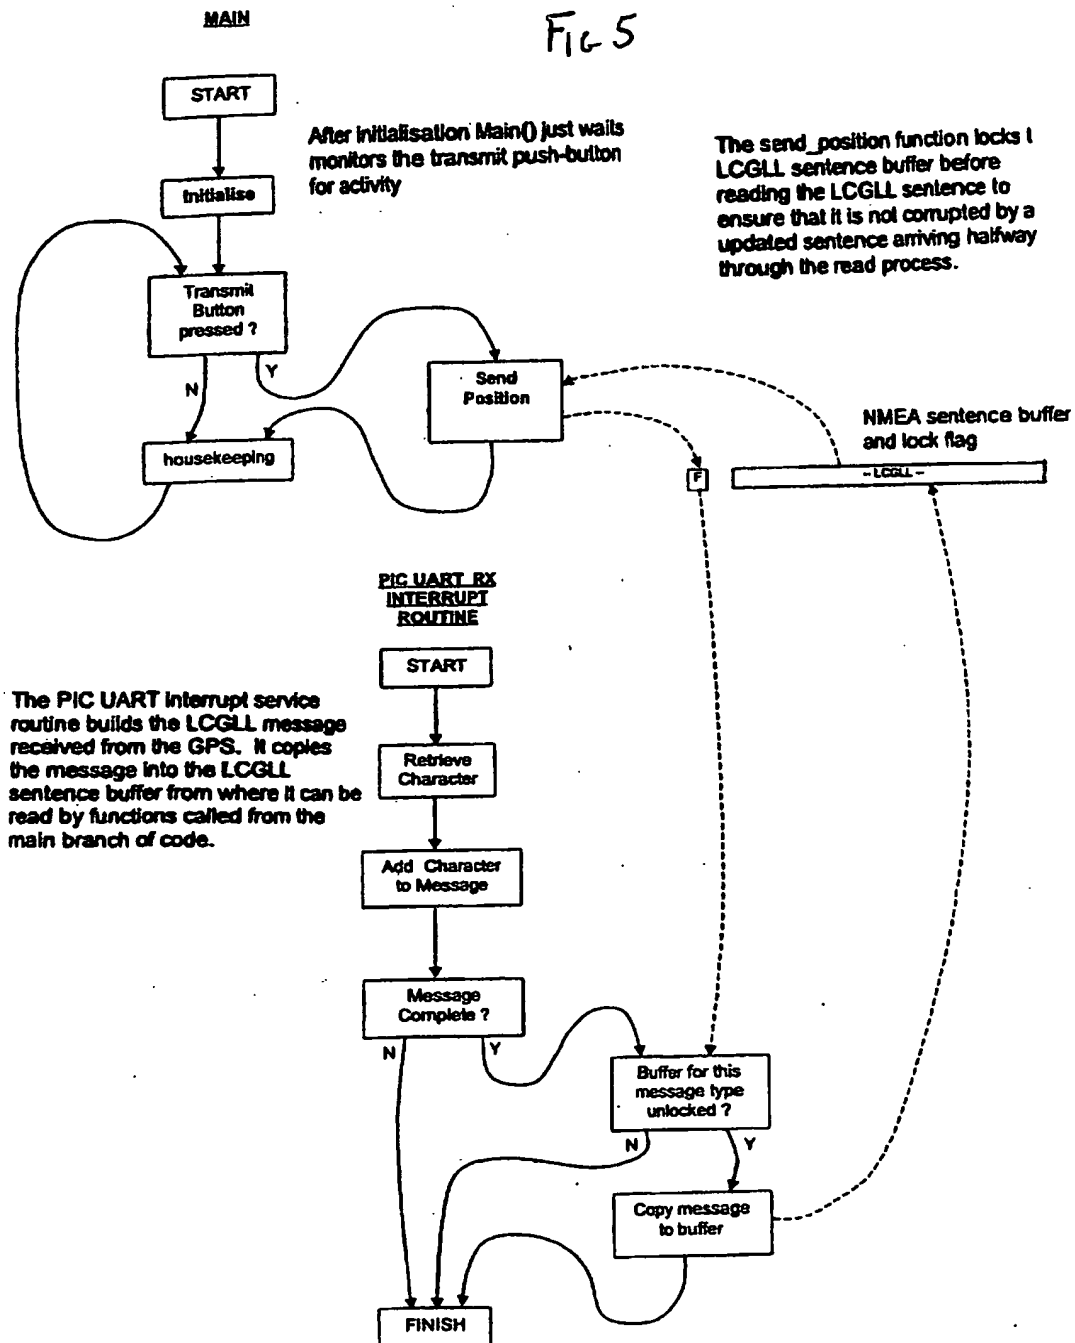 MAIN
FIG 5
START
After initialisation Main() just waits
monitors the transmit push-button
for activity
The send_position function locks t
LCGLL sentence buffer before
reading the LCGLL sentence to
ensure that it is not corrupted by a
updated sentence arriving halfway
through the read process.
Initialise
Transmit
Button
pressed ?
N
Y
Send
Position
NMEA sentence buffer
and lock flag
housekeeping
F
-- LCGLL --
PIC UART RX
INTERRUPT
ROUTINE
START
The PIC UART interrupt service
routine builds the LCGLL message
received from the GPS. It copies
the message into the LCGLL
sentence buffer from where it can be
read by functions called from the
main branch of code.
Retrieve
Character
Add Character
to Message
Message
Complete ?
N
Y
Buffer for this
message type
unlocked ?
N
Y
Copy message
to buffer
FINISH